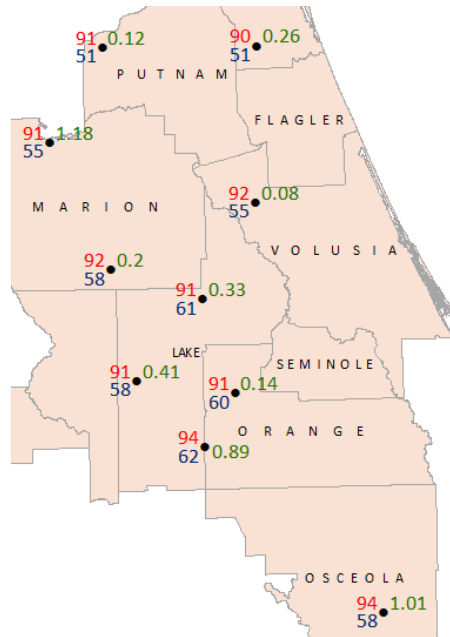 91 0.12
51
90 0.26
51
PUTNAM
FLAGLER
91 1.18
55
92 0.08
55
MARION
VOLUSIA
92 0.2
58
91 0.33
61
LAKE
SEMINOLE
91 0.41
58
91 0.14
60
ORANGE
94 0.89
62
OSCEOLA
94 1.01
58